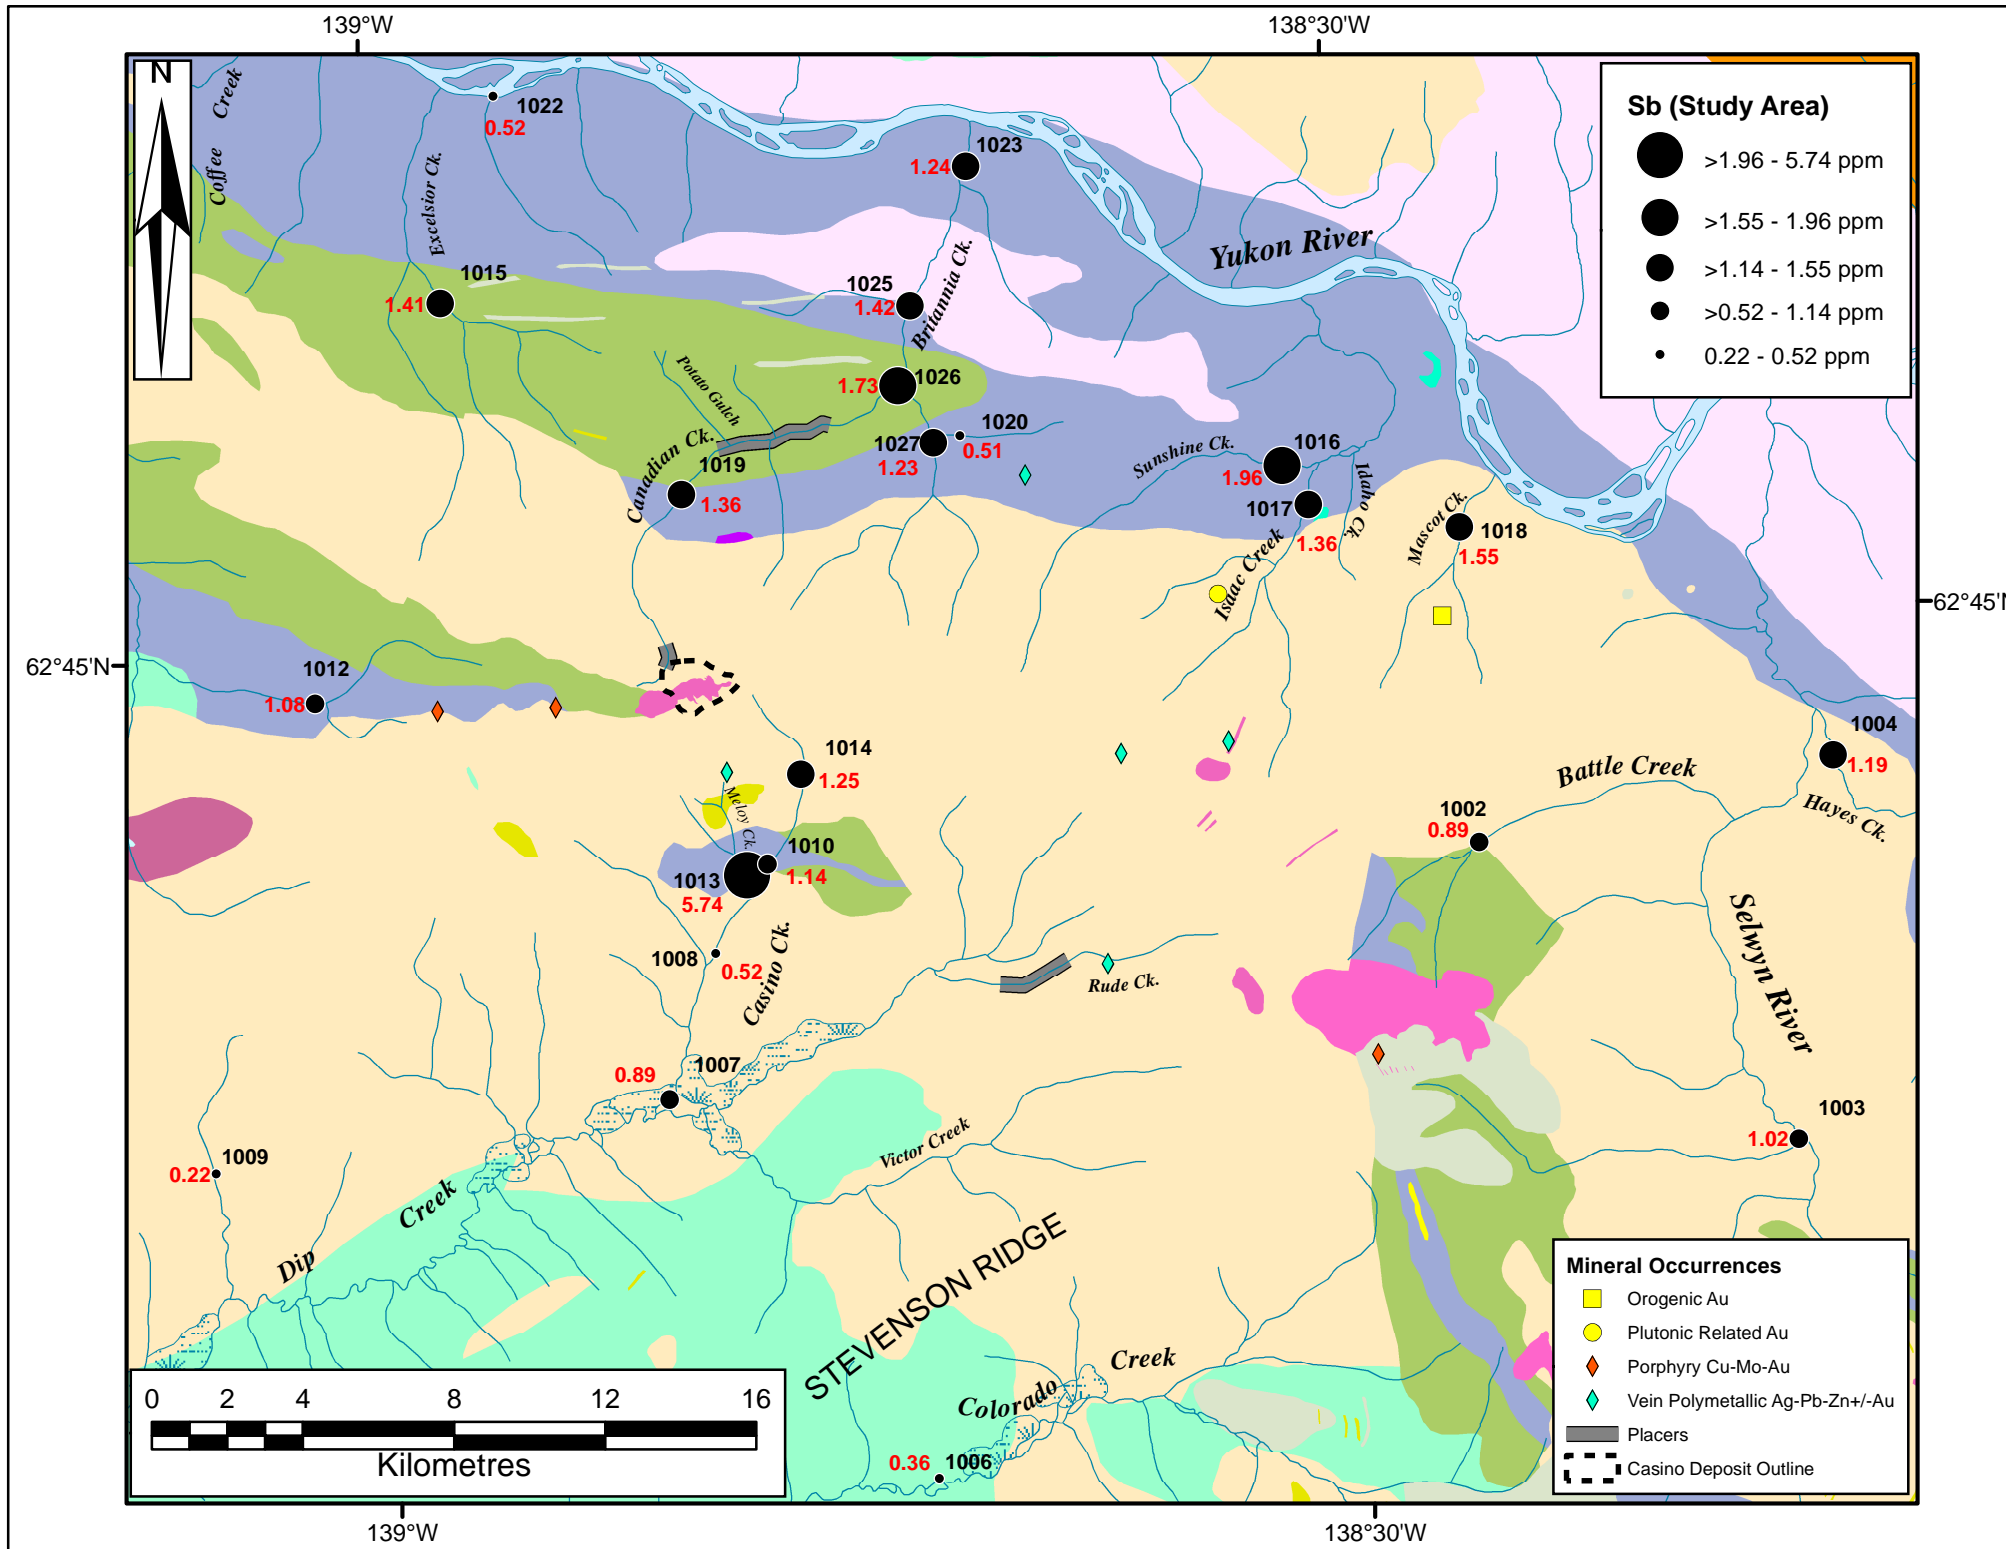 139°W
138°30'W
N
Coffee Creek
Excelsior Ck.
1022
0.52
1023
1.24
Sb (Study Area)
>1.96 - 5.74 ppm
>1.55 - 1.96 ppm
>1.14 - 1.55 ppm
>0.52 - 1.14 ppm
0.22 - 0.52 ppm
Yukon River
1015
1.41
1025
1.42
Britannia Ck.
Potato Gulch
1026
1.73
Canadian Ck.
1019
1.36
1027
1.23
1020
0.51
Sunshine Ck.
1016
1.96
1017
1.36
Idaho Ck.
Isaac Creek
Mascot Ck.
1018
1.55
62°45'N
62°45'N
1012
1.08
1014
1.25
Meloy Ck.
1010
1.14
1013
5.74
1008
0.52
Casino Ck.
Rude Ck.
1004
1.19
Battle Creek
Hayes Ck.
1002
0.89
Selwyn River
1007
0.89
1003
1.02
1009
0.22
Victor Creek
Dip Creek
STEVENSON RIDGE
Colorado Creek
1006
0.36
0 2 4 8 12 16
Kilometres
Mineral Occurrences
Orogenic Au
Plutonic Related Au
Porphyry Cu-Mo-Au
Vein Polymetallic Ag-Pb-Zn+/-Au
Placers
Casino Deposit Outline
139°W
138°30'W